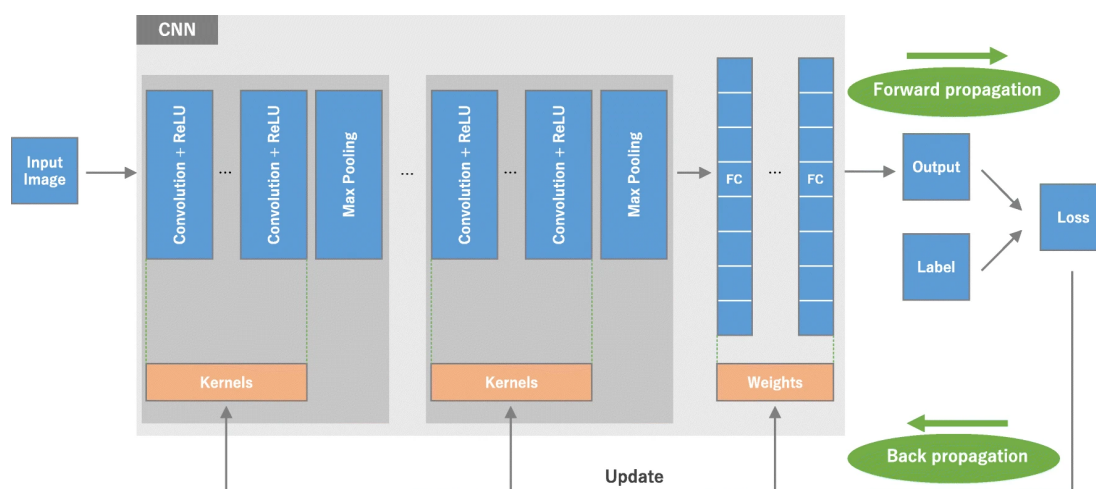 CNN
Input
Image
Convolution + ReLU
...
Convolution + ReLU
Max Pooling
...
Convolution + ReLU
...
Convolution + ReLU
Max Pooling
FC
...
FC
Forward propagation
Output
Label
Loss
Kernels
Kernels
Weights
Back propagation
Update